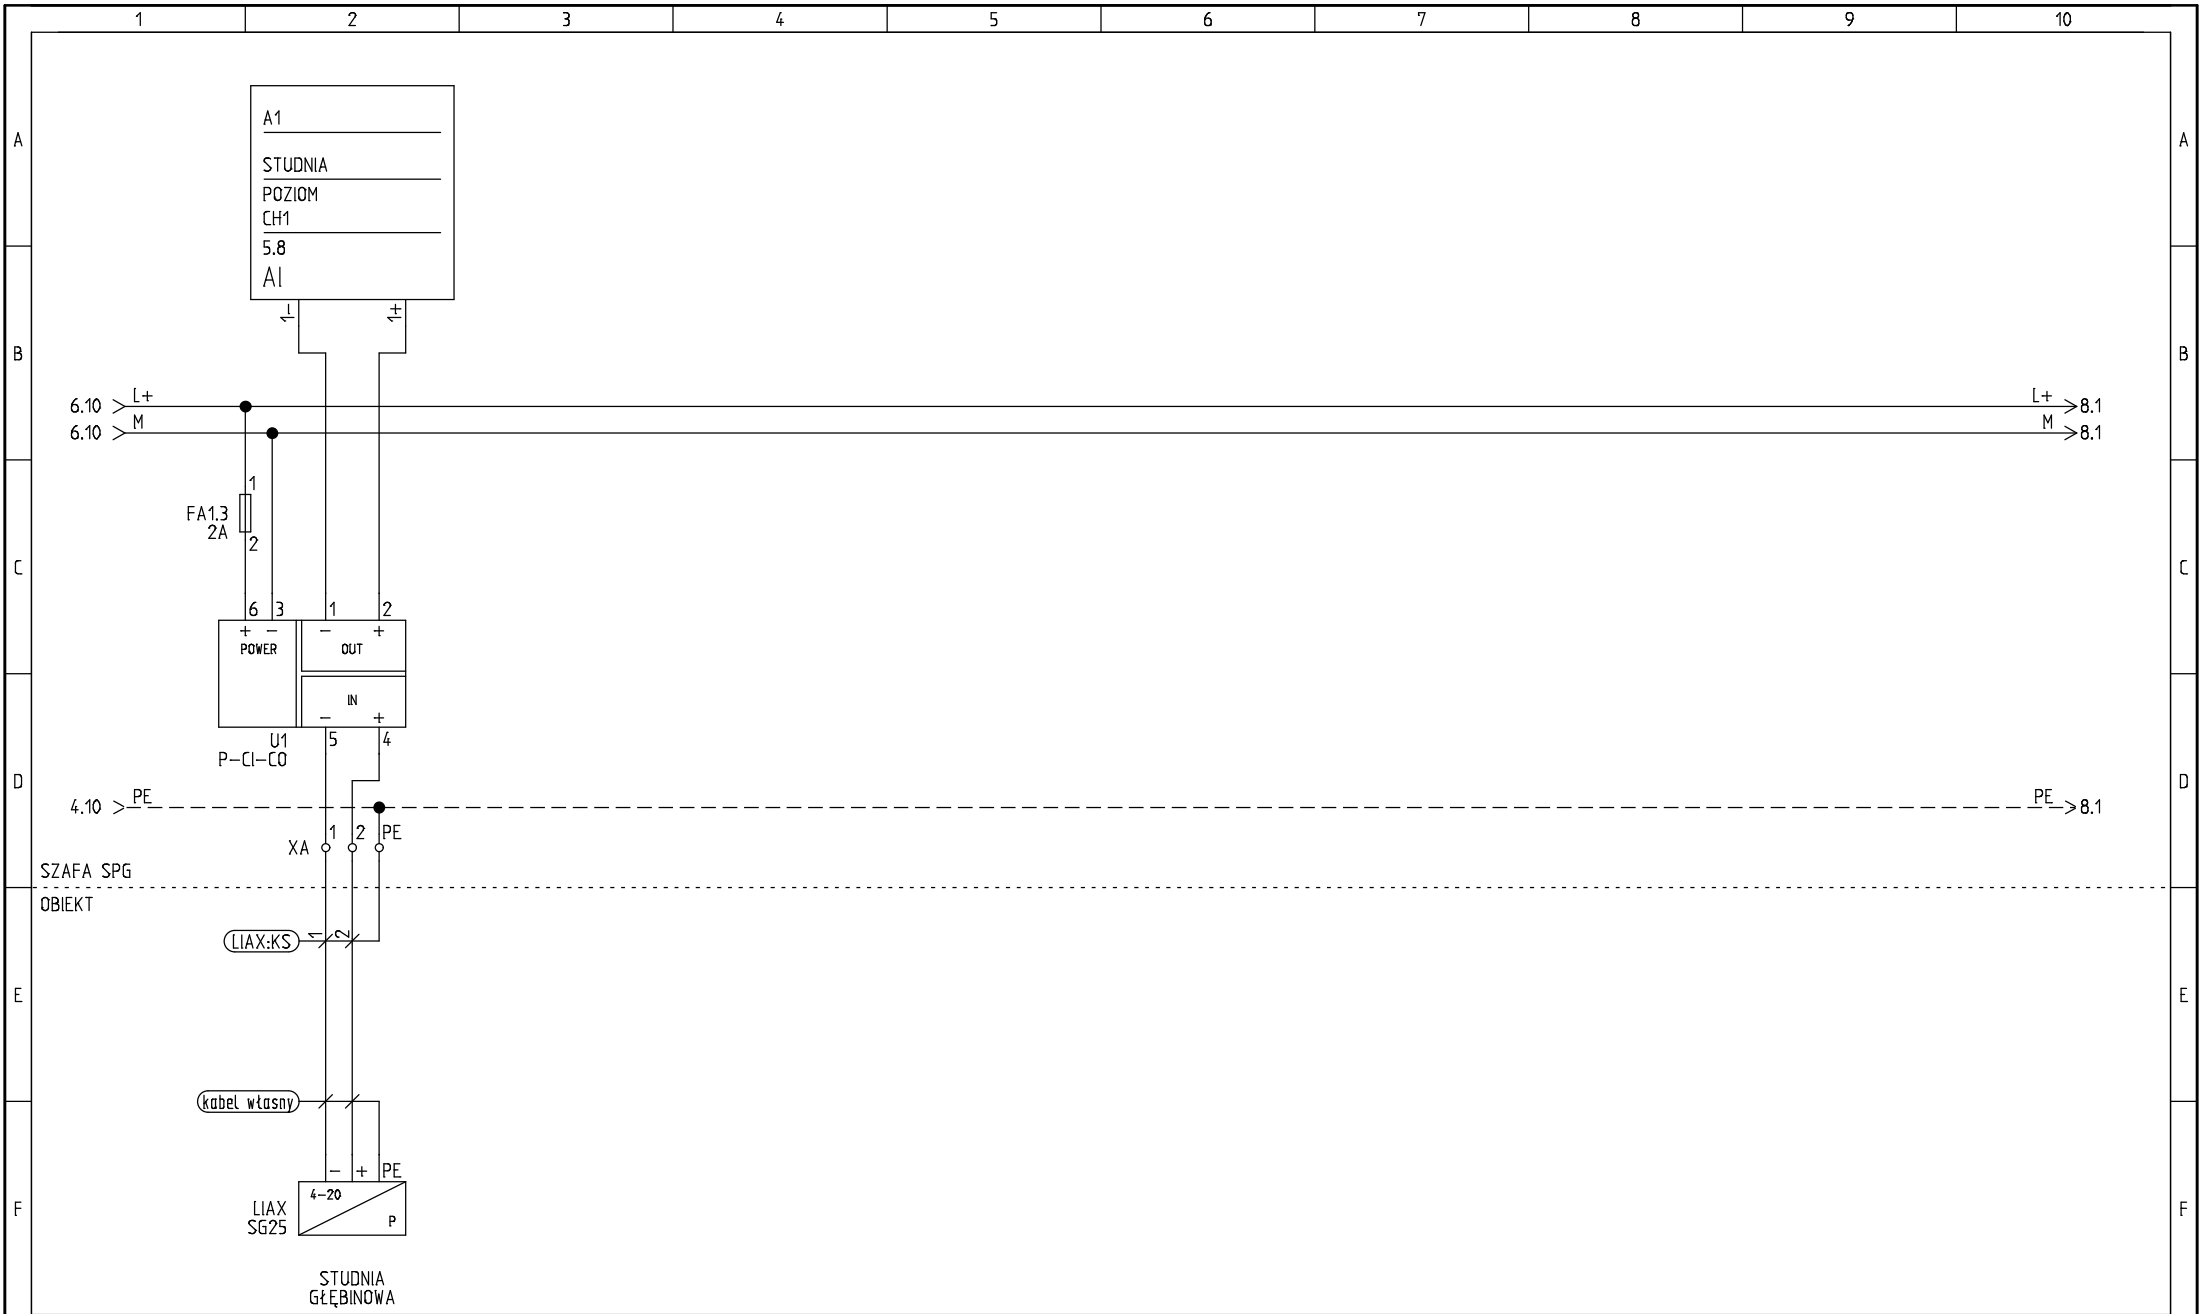 1 2 3 4 5 6 7 8 9 10
A A
A1
STUDNIA
POZIOM
CH1
5.8
AI
1- 1+
B B
6.10 L+ L+ 8.1
6.10 M M 8.1
1
FA1.3
2A
2
C C
6 3 1 2
+ - - +
POWER OUT
IN
- +
U1 5 4
P-CI-CO
D D
4.10 PE PE 8.1
1 2 PE
XA
SZAFA SPG
OBIEKT
LIAX:KS 1 2
E E
kabel własny
- + PE
4-20
LIAX
SG25
P
F F
STUDNIA
GŁĘBINOWA